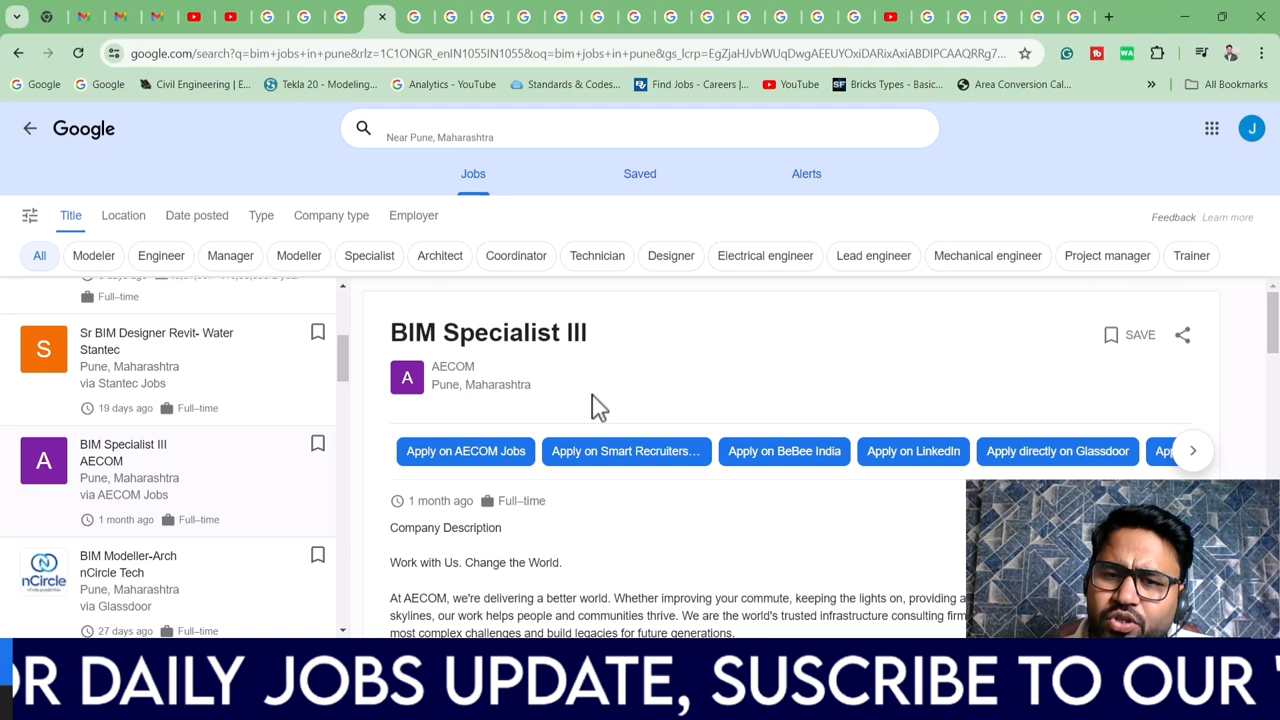 google.com/search?q=bim+jobs+in+pune&rlz=1C1ONGR_enIN1055IN1055&oq=bim+jobs+in+pune&gs_lcrp=EgZjaHJvbWUqDwgAEEUYOxiDARixAxiABDIPCAAQRRg7...
Google
Google
Civil Engineering | E...
Tekla 20 - Modeling...
Analytics - YouTube
Standards & Codes...
Find Jobs - Careers |...
YouTube
Bricks Types - Basic...
Area Conversion Cal...
All Bookmarks
Google
Near Pune, Maharashtra
J
Jobs
Saved
Alerts
Title
Location
Date posted
Type
Company type
Employer
Feedback
Learn more
All
Modeler
Engineer
Manager
Modeller
Specialist
Architect
Coordinator
Technician
Designer
Electrical engineer
Lead engineer
Mechanical engineer
Project manager
Trainer
Full–time
S
Sr BIM Designer Revit- Water
Stantec
Pune, Maharashtra
via Stantec Jobs
19 days ago
Full–time
A
BIM Specialist III
AECOM
Pune, Maharashtra
via AECOM Jobs
1 month ago
Full–time
nCircle
BIM Modeller-Arch
nCircle Tech
Pune, Maharashtra
via Glassdoor
27 days ago
Full–time
BIM Specialist III
SAVE
A
AECOM
Pune, Maharashtra
Apply on AECOM Jobs
Apply on Smart Recruiters...
Apply on BeBee India
Apply on LinkedIn
Apply directly on Glassdoor
1 month ago
Full–time
Company Description
Work with Us. Change the World.
At AECOM, we're delivering a better world. Whether improving your commute, keeping the lights on, providing a
skylines, our work helps people and communities thrive. We are the world's trusted infrastructure consulting firm
most complex challenges and build legacies for future generations.
OR DAILY JOBS UPDATE, SUSCRIBE TO OUR